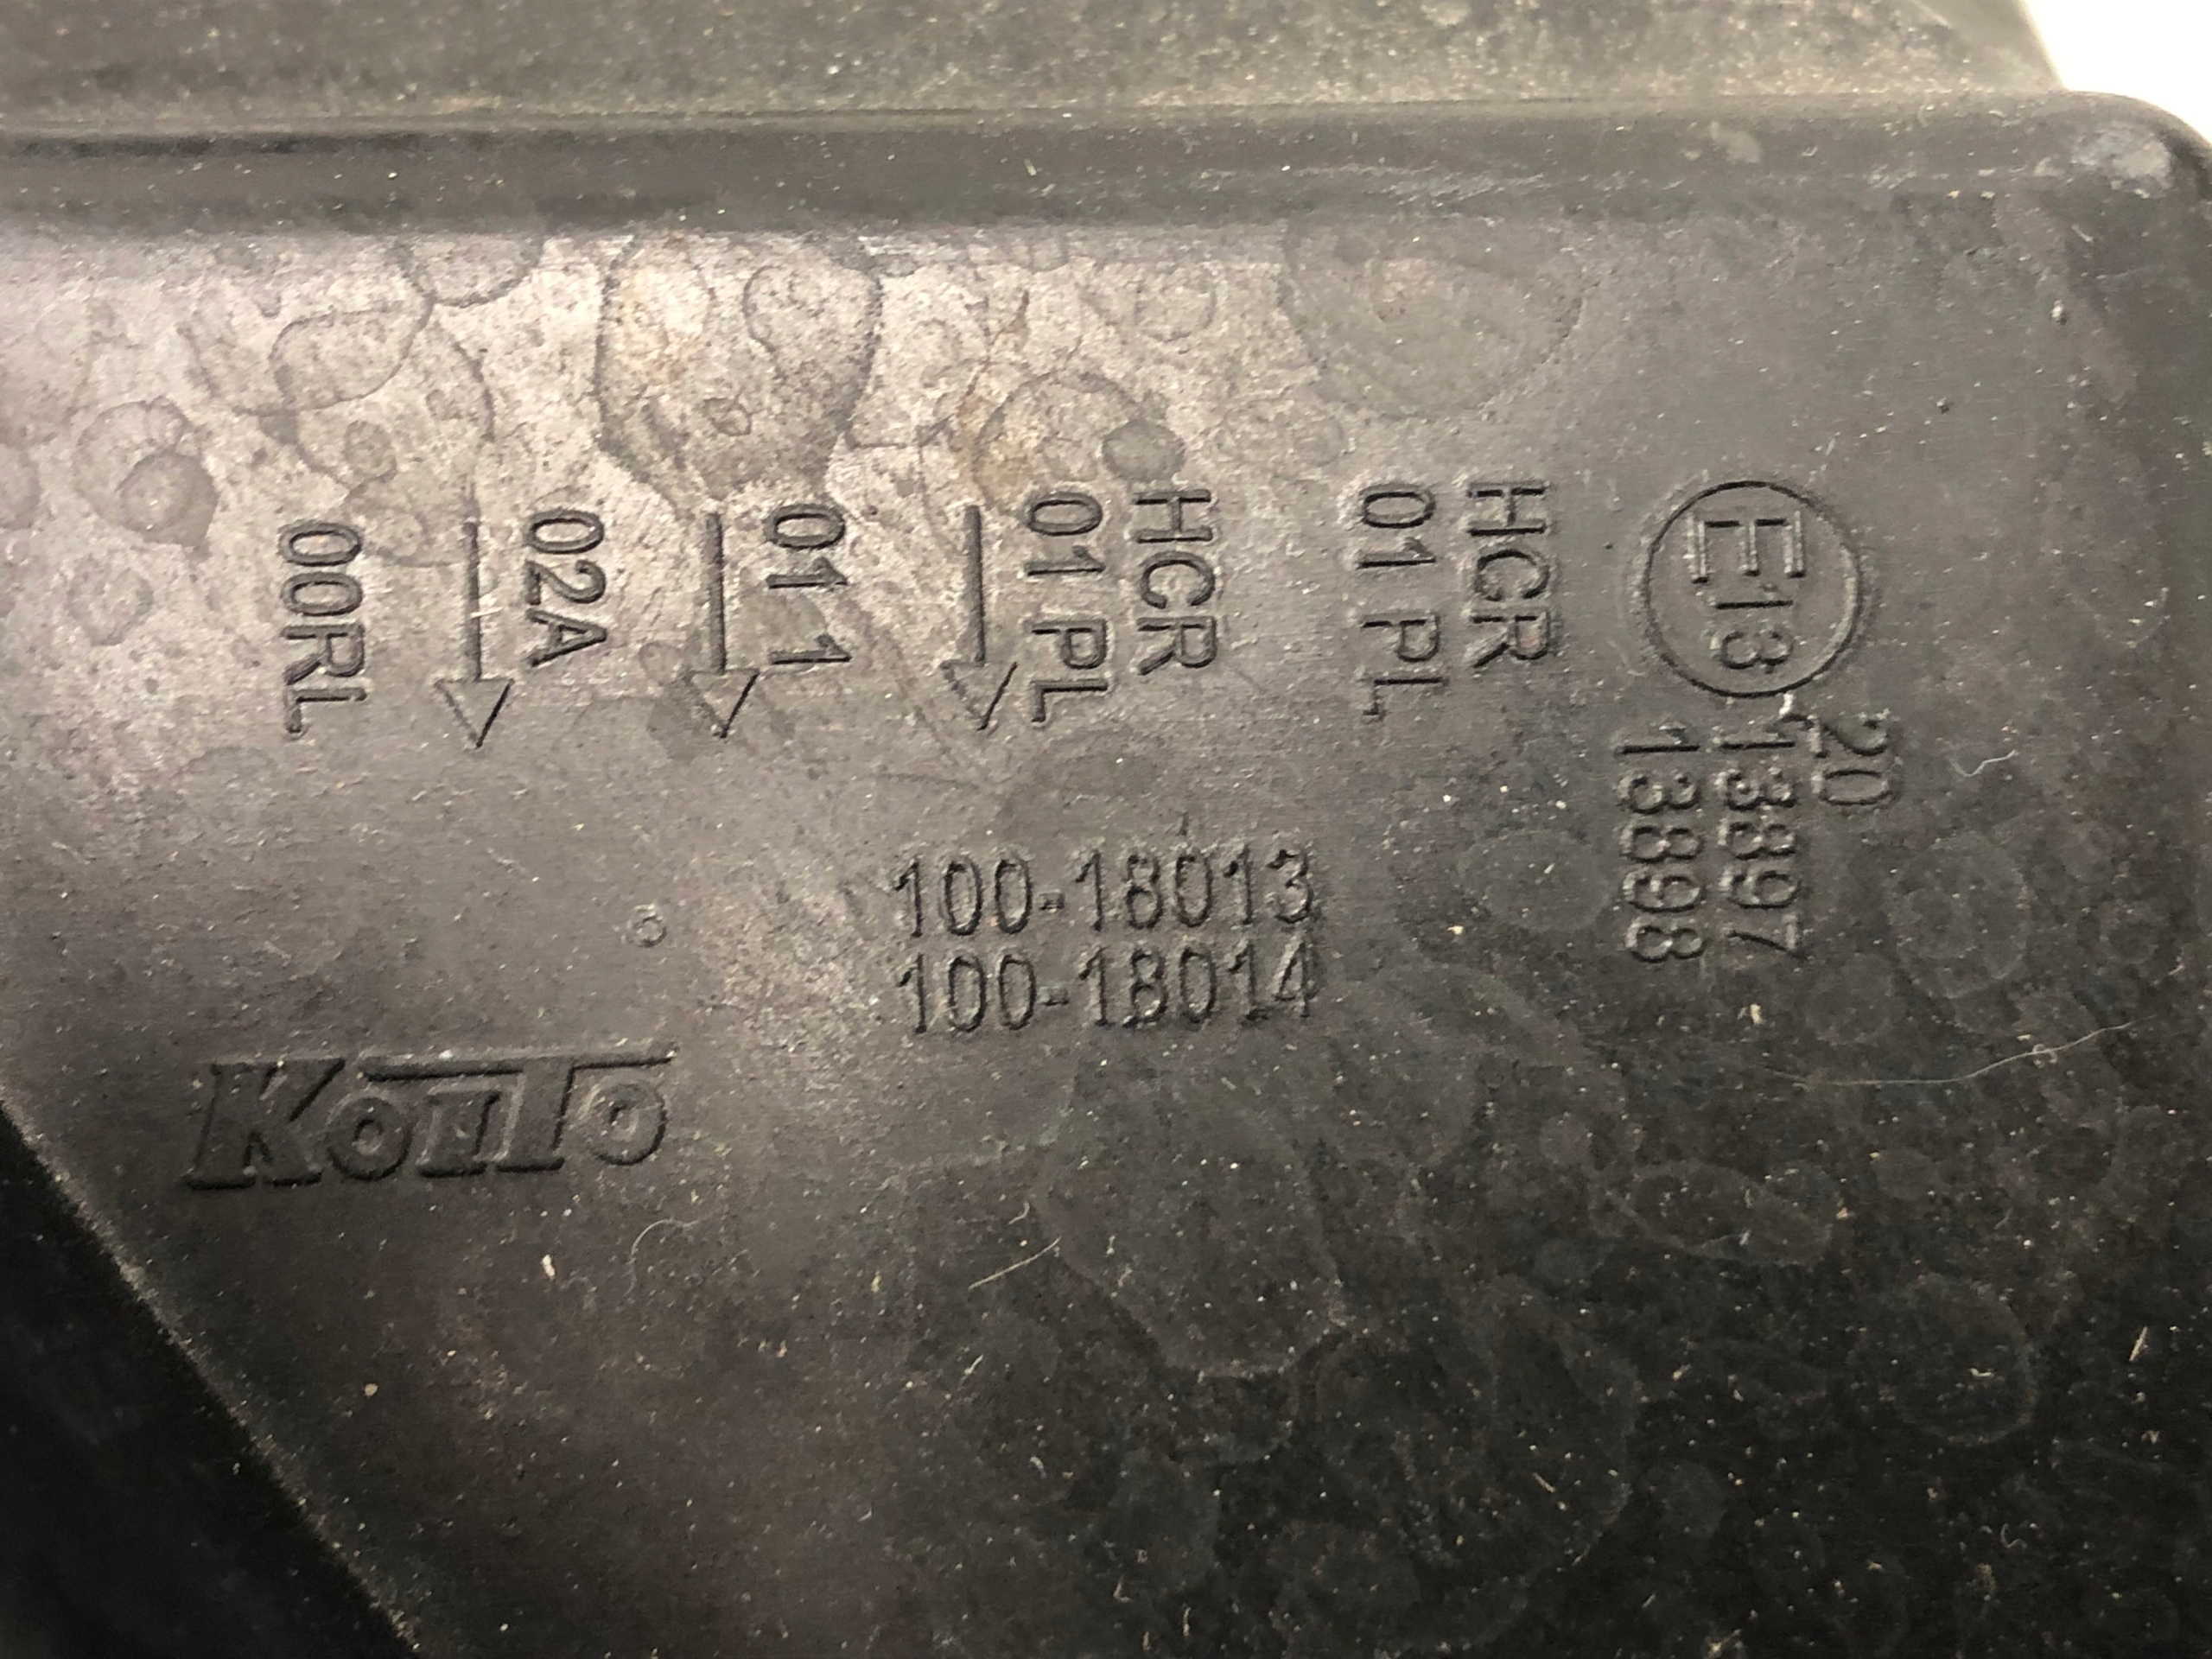 E13
20
13897
13898
HCR
01 PL
HCR
01 PL
01 1
02A
00RL
100-18013
100-18014
KOITO